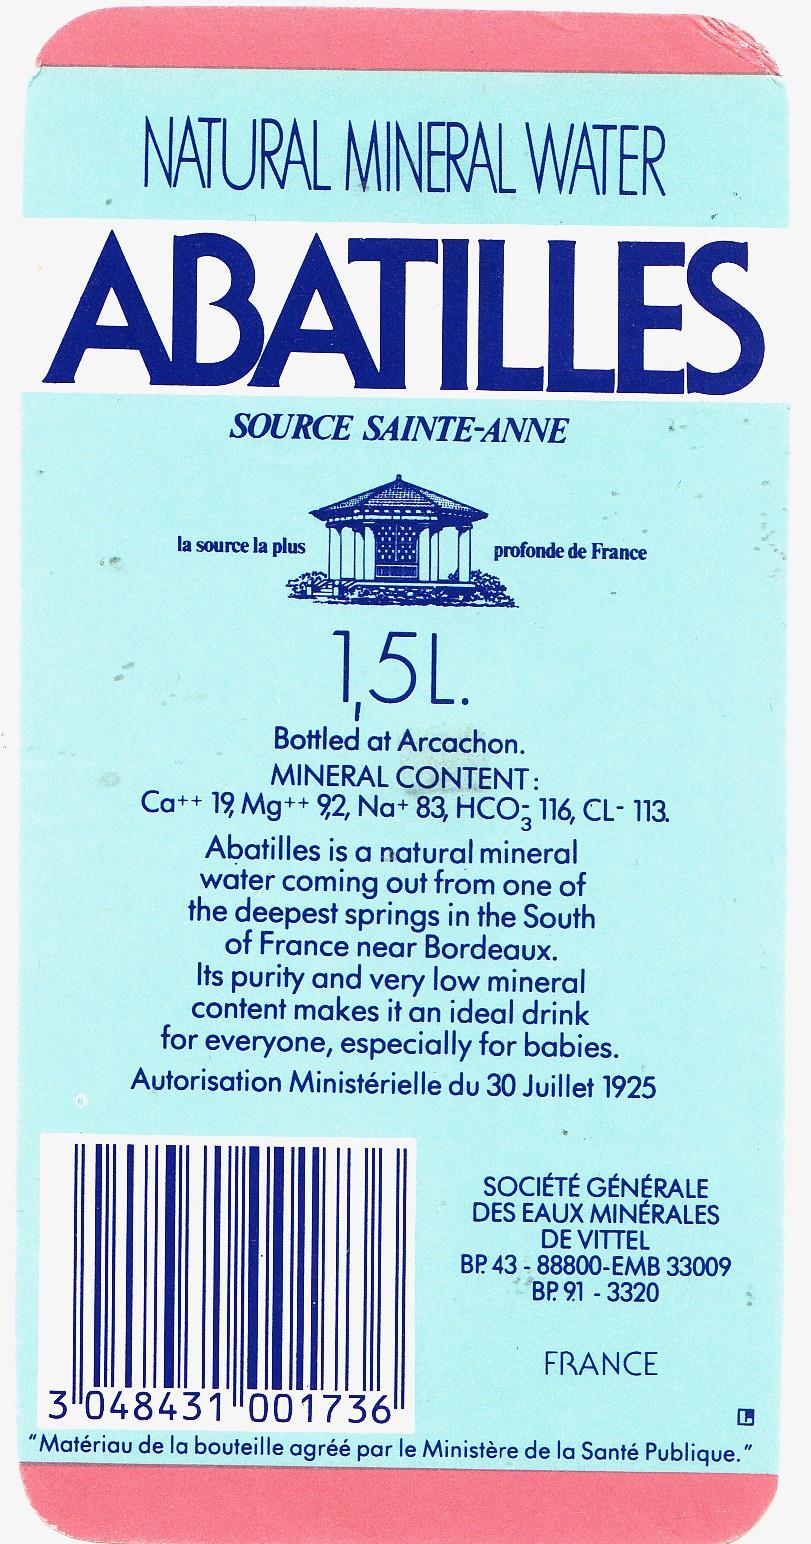 NATURAL MINERAL WATER
ABATILLES
SOURCE SAINTE-ANNE
la source la plus profonde de France
1,5L.
Bottled at Arcachon.
MINERAL CONTENT:
Ca++ 19, Mg++ 9,2, Na+ 83, HCO3- 116, CL- 113.
Abatilles is a natural mineral
water coming out from one of
the deepest springs in the South
of France near Bordeaux.
Its purity and very low mineral
content makes it an ideal drink
for everyone, especially for babies.
Autorisation Ministérielle du 30 Juillet 1925
SOCIÉTÉ GÉNÉRALE
DES EAUX MINÉRALES
DE VITTEL
BP. 43 - 88800-EMB 33009
BP. 91 - 3320
FRANCE
3 048431 001736
"Matériau de la bouteille agréé par le Ministère de la Santé Publique."